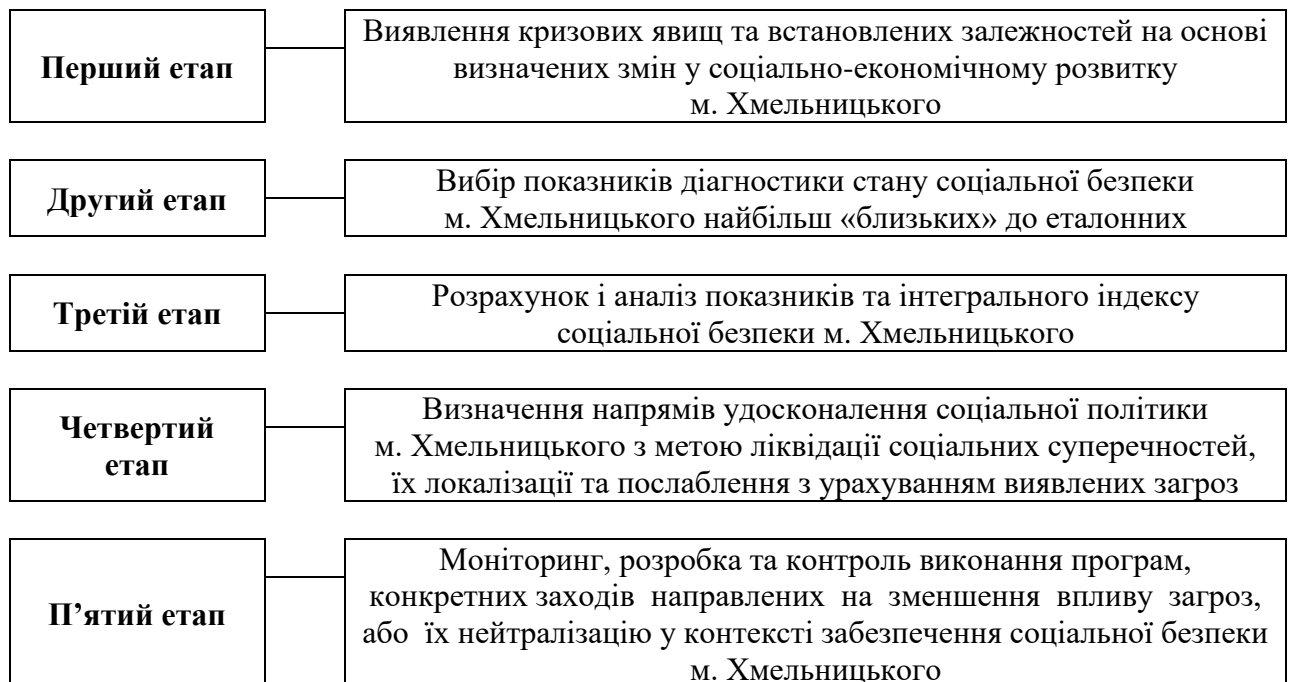 Перший етап
Виявлення кризових явищ та встановлених залежностей на основі
визначених змін у соціально-економічному розвитку
м. Хмельницького
Другий етап
Вибір показників діагностики стану соціальної безпеки
м. Хмельницького найбільш «близьких» до еталонних
Третій етап
Розрахунок і аналіз показників та інтегрального індексу
соціальної безпеки м. Хмельницького
Четвертий
етап
Визначення напрямів удосконалення соціальної політики
м. Хмельницького з метою ліквідації соціальних суперечностей,
їх локалізації та послаблення з урахуванням виявлених загроз
П’ятий етап
Моніторинг, розробка та контроль виконання програм,
конкретних заходів направлених на зменшення впливу загроз,
або їх нейтралізацію у контексті забезпечення соціальної безпеки
м. Хмельницького